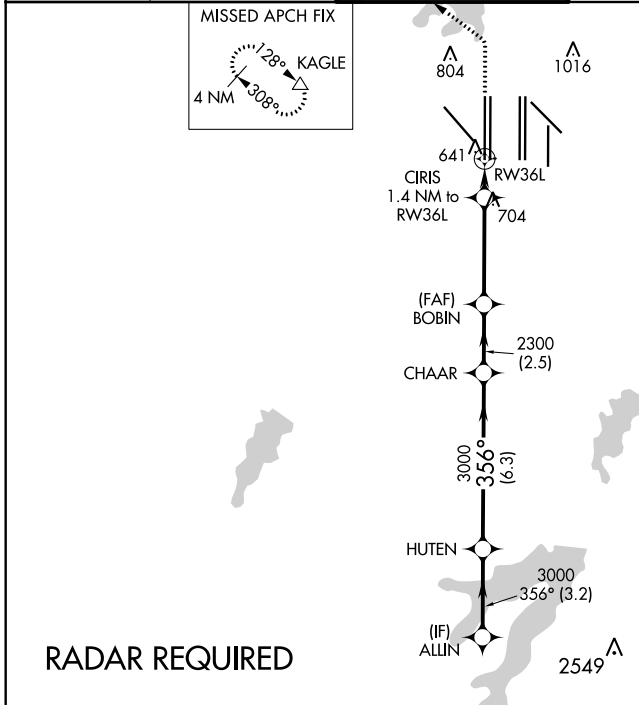 MISSED APCH FIX
128°
KAGLE
4 NM
308°
804
1016
641
RW36L
CIRIS
1.4 NM to
RW36L
704
(FAF)
BOBIN
2300
(2.5)
CHAAR
3000
356°
(6.3)
HUTEN
3000
356° (3.2)
(IF)
ALLIN
RADAR REQUIRED
2549